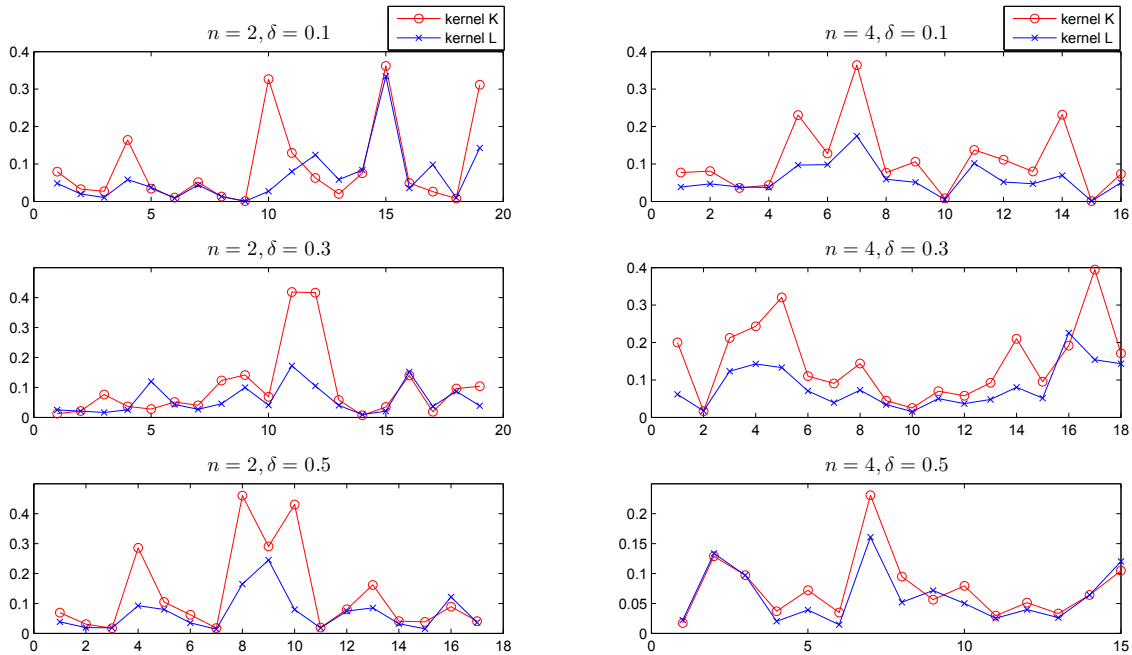 n = 2, δ = 0.1
kernel K
kernel L
0.4
0.3
0.2
0.1
0
0 5 10 15 20
n = 4, δ = 0.1
kernel K
kernel L
0.4
0.3
0.2
0.1
0
0 2 4 6 8 10 12 14 16
n = 2, δ = 0.3
0.4
0.3
0.2
0.1
0
0 5 10 15 20
n = 4, δ = 0.3
0.4
0.3
0.2
0.1
0
0 2 4 6 8 10 12 14 16 18
n = 2, δ = 0.5
0.4
0.3
0.2
0.1
0
0 2 4 6 8 10 12 14 16 18
n = 4, δ = 0.5
0.2
0.15
0.1
0.05
0
0 5 10 15